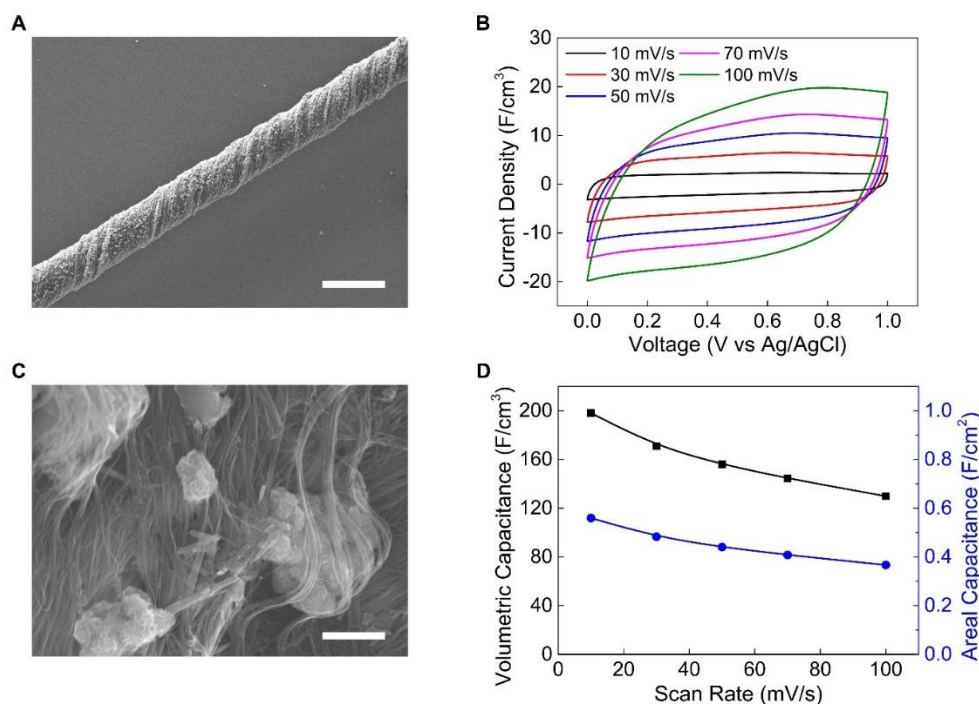 A
B
30
20
10
0
-10
-20
Current Density (F/cm³)
10 mV/s
30 mV/s
50 mV/s
70 mV/s
100 mV/s
0.0 0.2 0.4 0.6 0.8 1.0
Voltage (V vs Ag/AgCl)
C
D
200
160
120
80
40
0
Volumetric Capacitance (F/cm³)
1.0
0.8
0.6
0.4
0.2
0.0
Areal Capacitance (F/cm²)
0 20 40 60 80 100
Scan Rate (mV/s)